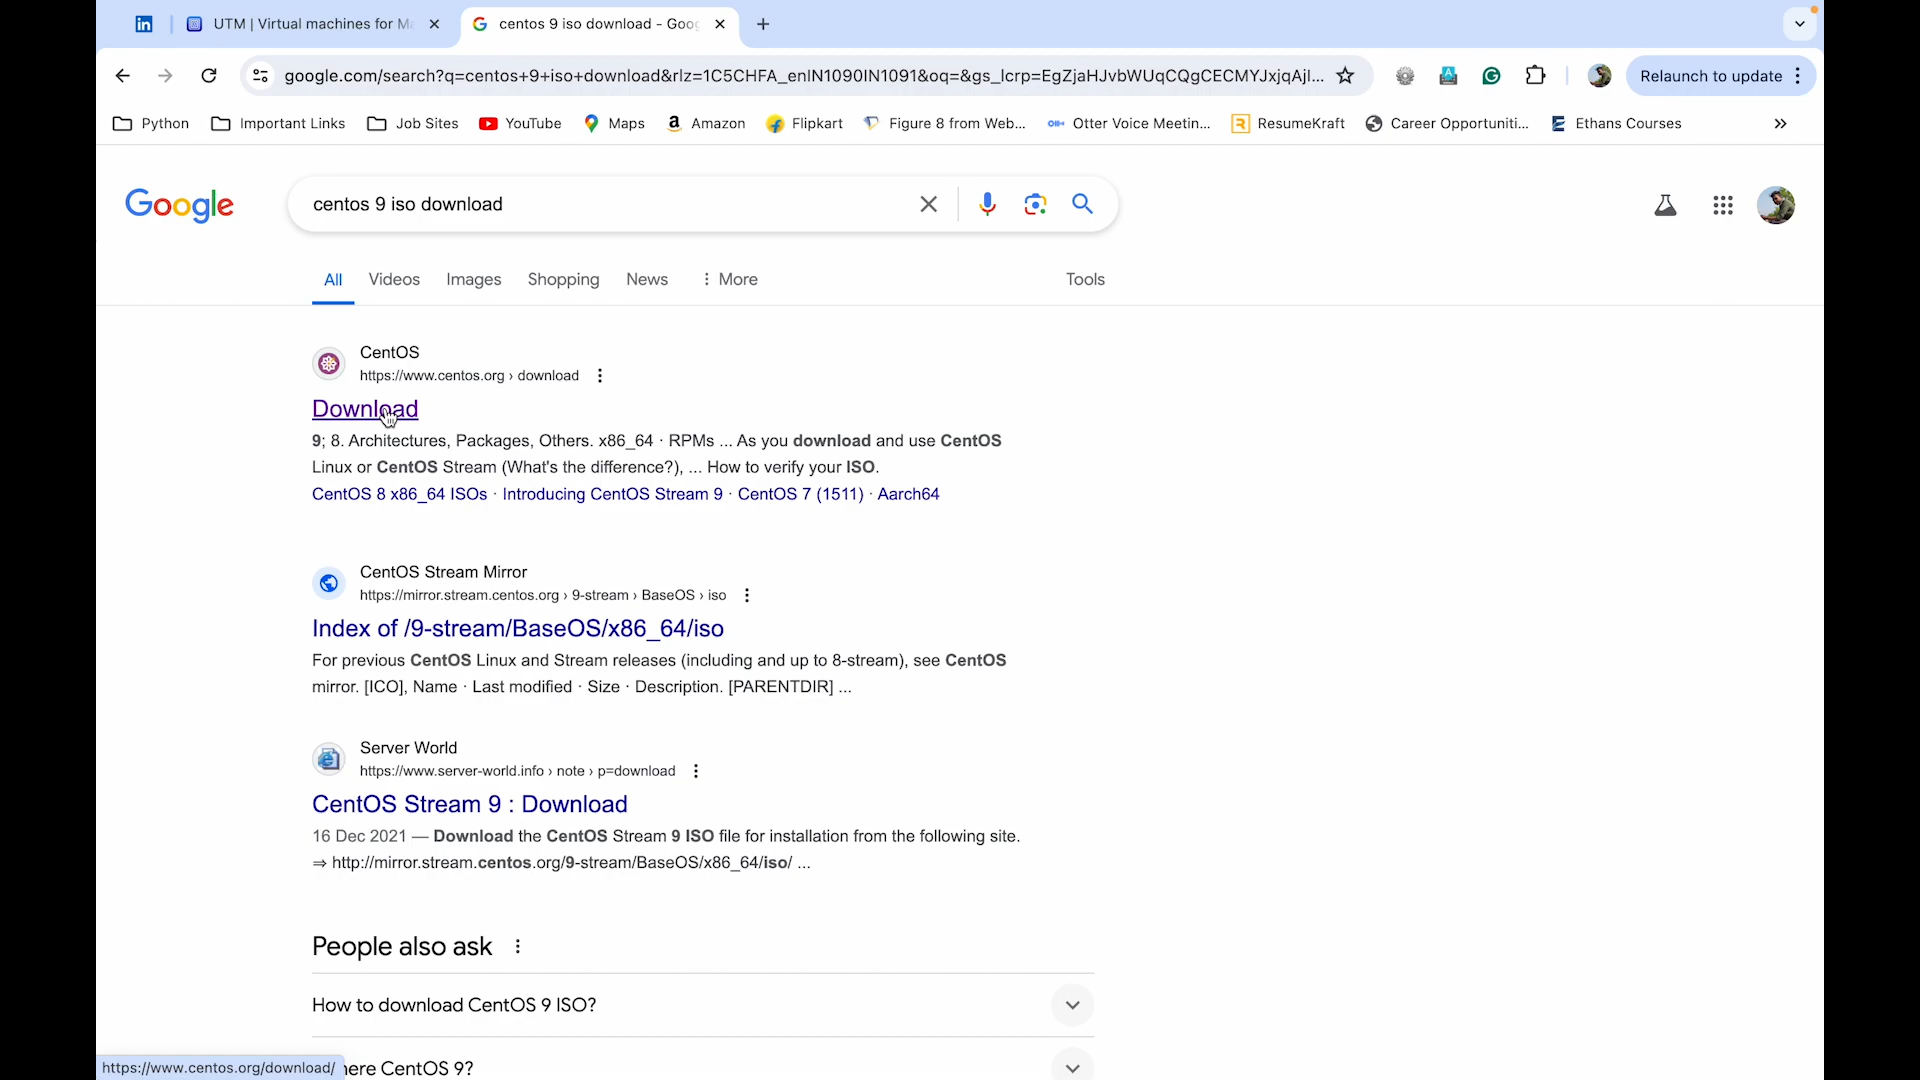 UTM | Virtual machines for Ma
centos 9 iso download - Goog
google.com/search?q=centos+9+iso+download&rlz=1C5CHFA_enIN1090IN1091&oq=&gs_lcrp=EgZjaHJvbWUqCQgCECMYJxjqAjI...
Relaunch to update
Python
Important Links
Job Sites
YouTube
Maps
Amazon
Flipkart
Figure 8 from Web...
Otter Voice Meetin...
ResumeKraft
Career Opportuniti...
Ethans Courses
Google
centos 9 iso download
All
Videos
Images
Shopping
News
More
Tools
CentOS
https://www.centos.org › download
Download
9; 8. Architectures, Packages, Others. x86_64 · RPMs ... As you download and use CentOS
Linux or CentOS Stream (What's the difference?), ... How to verify your ISO.
CentOS 8 x86_64 ISOs · Introducing CentOS Stream 9 · CentOS 7 (1511) · Aarch64
CentOS Stream Mirror
https://mirror.stream.centos.org › 9-stream › BaseOS › iso
Index of /9-stream/BaseOS/x86_64/iso
For previous CentOS Linux and Stream releases (including and up to 8-stream), see CentOS
mirror. [ICO], Name · Last modified · Size · Description. [PARENTDIR] ...
Server World
https://www.server-world.info › note › p=download
CentOS Stream 9 : Download
16 Dec 2021 — Download the CentOS Stream 9 ISO file for installation from the following site.
⇒ http://mirror.stream.centos.org/9-stream/BaseOS/x86_64/iso/ ...
People also ask
How to download CentOS 9 ISO?
here CentOS 9?
https://www.centos.org/download/